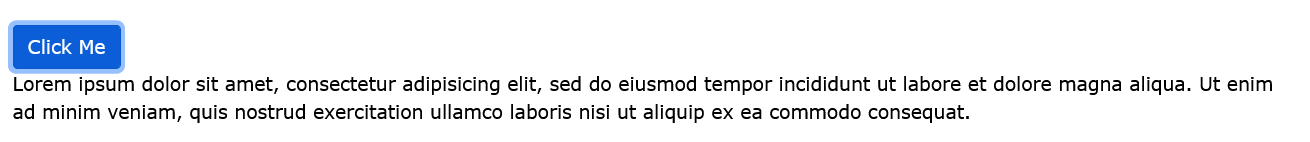 Click Me
Lorem ipsum dolor sit amet, consectetur adipisicing elit, sed do eiusmod tempor incididunt ut labore et dolore magna aliqua. Ut enim
ad minim veniam, quis nostrud exercitation ullamco laboris nisi ut aliquip ex ea commodo consequat.